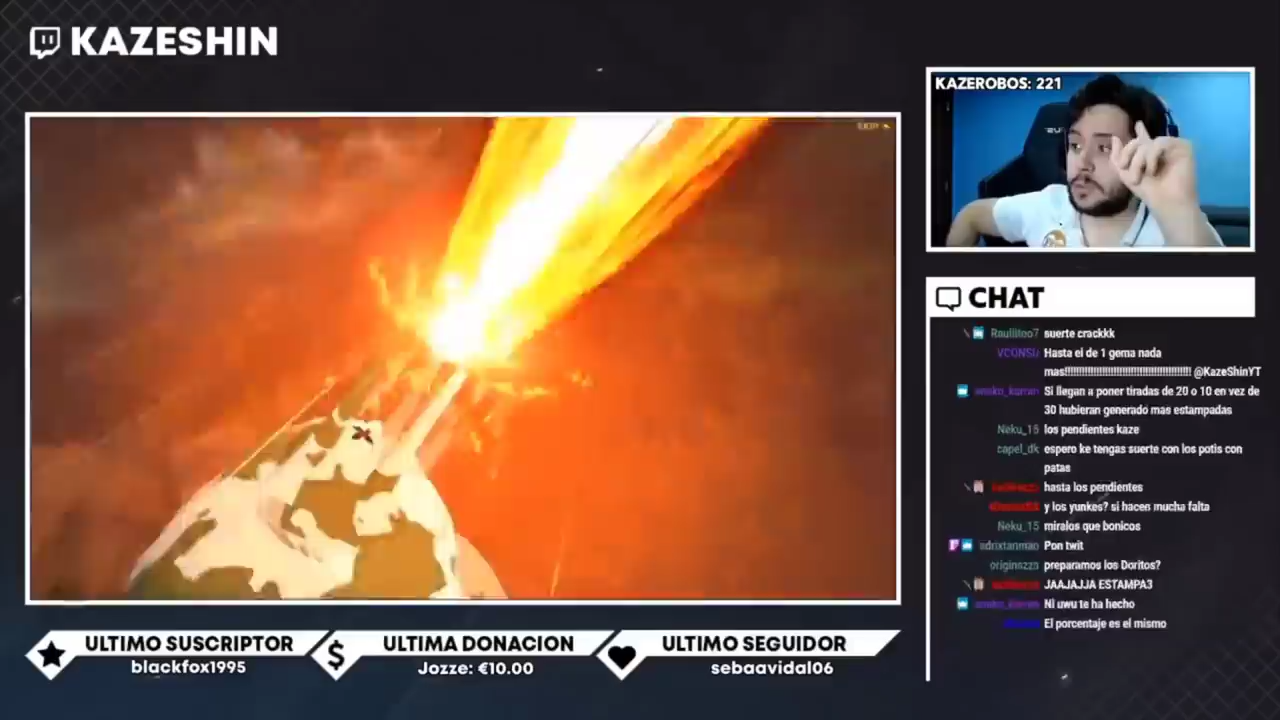 KAZESHIN
KAZEROBOS: 221
CHAT
Raulitoo7 suerte crackkk
VCONSU Hasta el de 1 gema nada
mas!!!!!!!!!!!!!!!!!!!!!!!!!!!!!!!!!!!!!!!!!!! @KazeShinYT
Si llegan a poner tiradas de 20 o 10 en vez de
30 hubieran generado mas estampadas
Neku_15 los pendientes kaze
capel_dk espero ke tengas suerte con los potis con
patas
hasta los pendientes
y los yunkes? si hacen mucha falta
Neku_15 miralos que bonicos
adrixtanmao Pon twit
originszzn preparamos los Doritos?
JAAJAJJA ESTAMPA3
Ni uwu te ha hecho
El porcentaje es el mismo
ULTIMO SUSCRIPTOR
blackfox1995
ULTIMA DONACION
Jozze: €10.00
ULTIMO SEGUIDOR
sebaavidal06